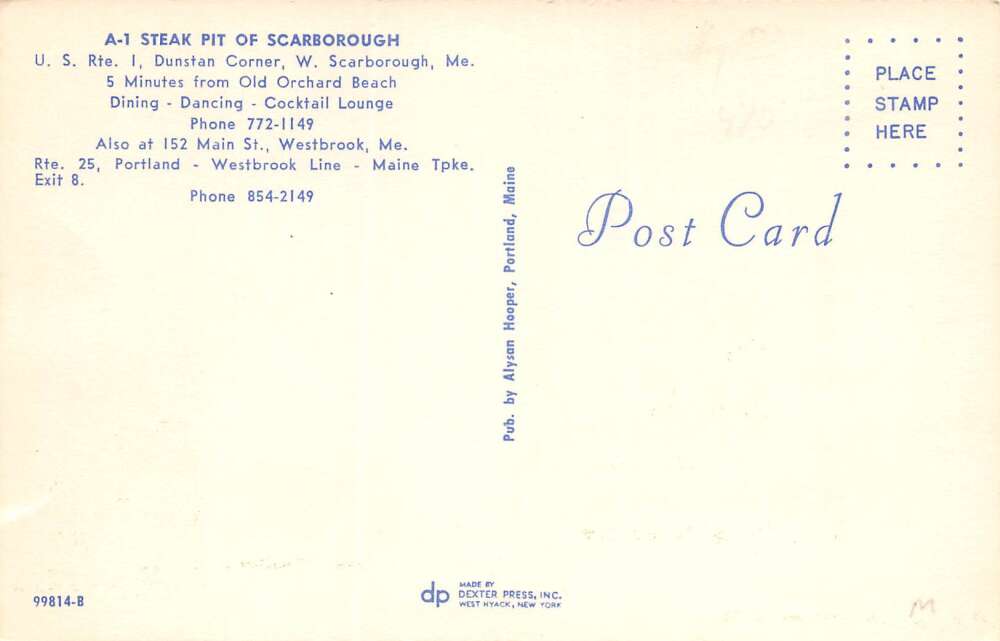 A-1 STEAK PIT OF SCARBOROUGH
U. S. Rte. 1, Dunstan Corner, W. Scarborough, Me.
5 Minutes from Old Orchard Beach
Dining - Dancing - Cocktail Lounge
Phone 772-1149
Also at 152 Main St., Westbrook, Me.
Rte. 25, Portland - Westbrook Line - Maine Tpke.
Exit 8.
Phone 854-2149
Pub. by Alysan Hooper, Portland, Maine
PLACE
STAMP
HERE
Post Card
99814-B
dp
MADE BY
DEXTER PRESS, INC.
WEST NYACK, NEW YORK
M